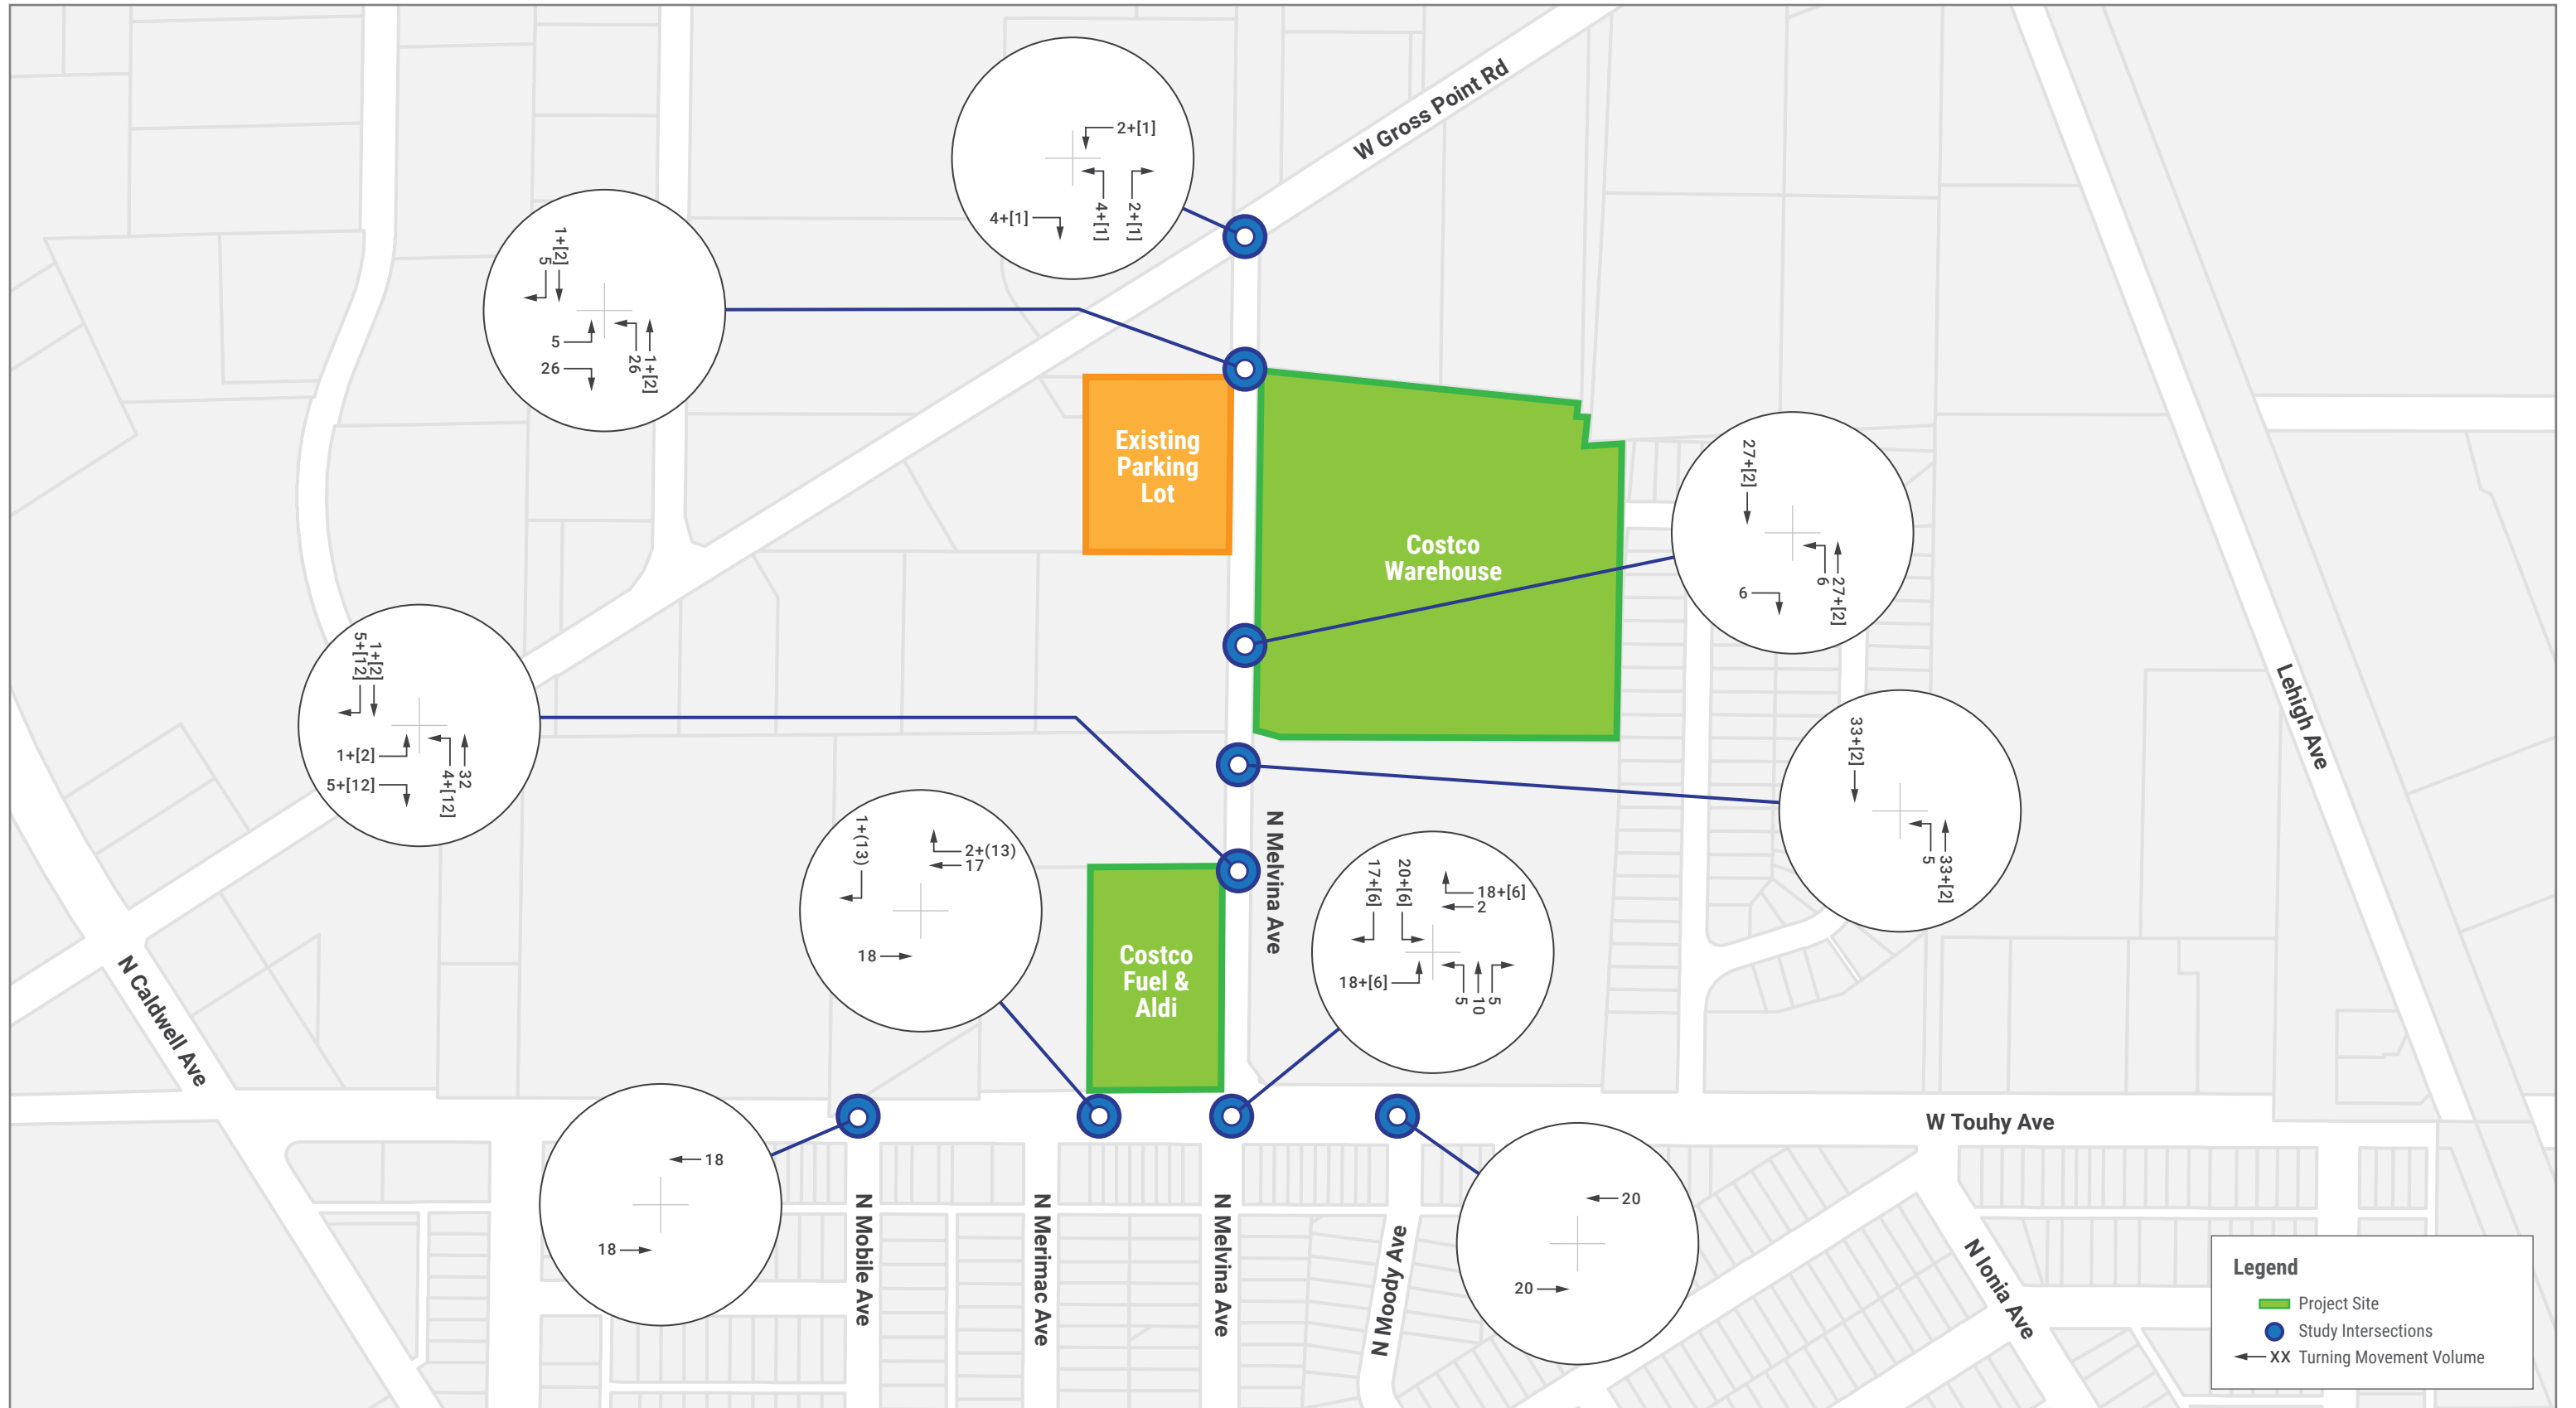 W Gross Point Rd
2+[1]
4+[1]
4+[1]
2+[1]
1+[2]
5
5
26
26
1+[2]
Existing
Parking
Lot
Costco
Warehouse
27+[2]
6
27+[2]
6
5+[12]
1+[2]
1+[2]
5+[12]
4+[12]
32
33+[2]
5
33+[2]
Lehigh Ave
N Melvina Ave
1+(13)
2+(13)
17
18
17+[6]
20+[6]
18+[6]
2
18+[6]
5
10
5
Costco
Fuel &
Aldi
N Caldwell Ave
W Touhy Ave
18
18
20
20
N Mobile Ave
N Merimac Ave
N Melvina Ave
N Moody Ave
N Ionia Ave
Legend
Project Site
Study Intersections
XX Turning Movement Volume